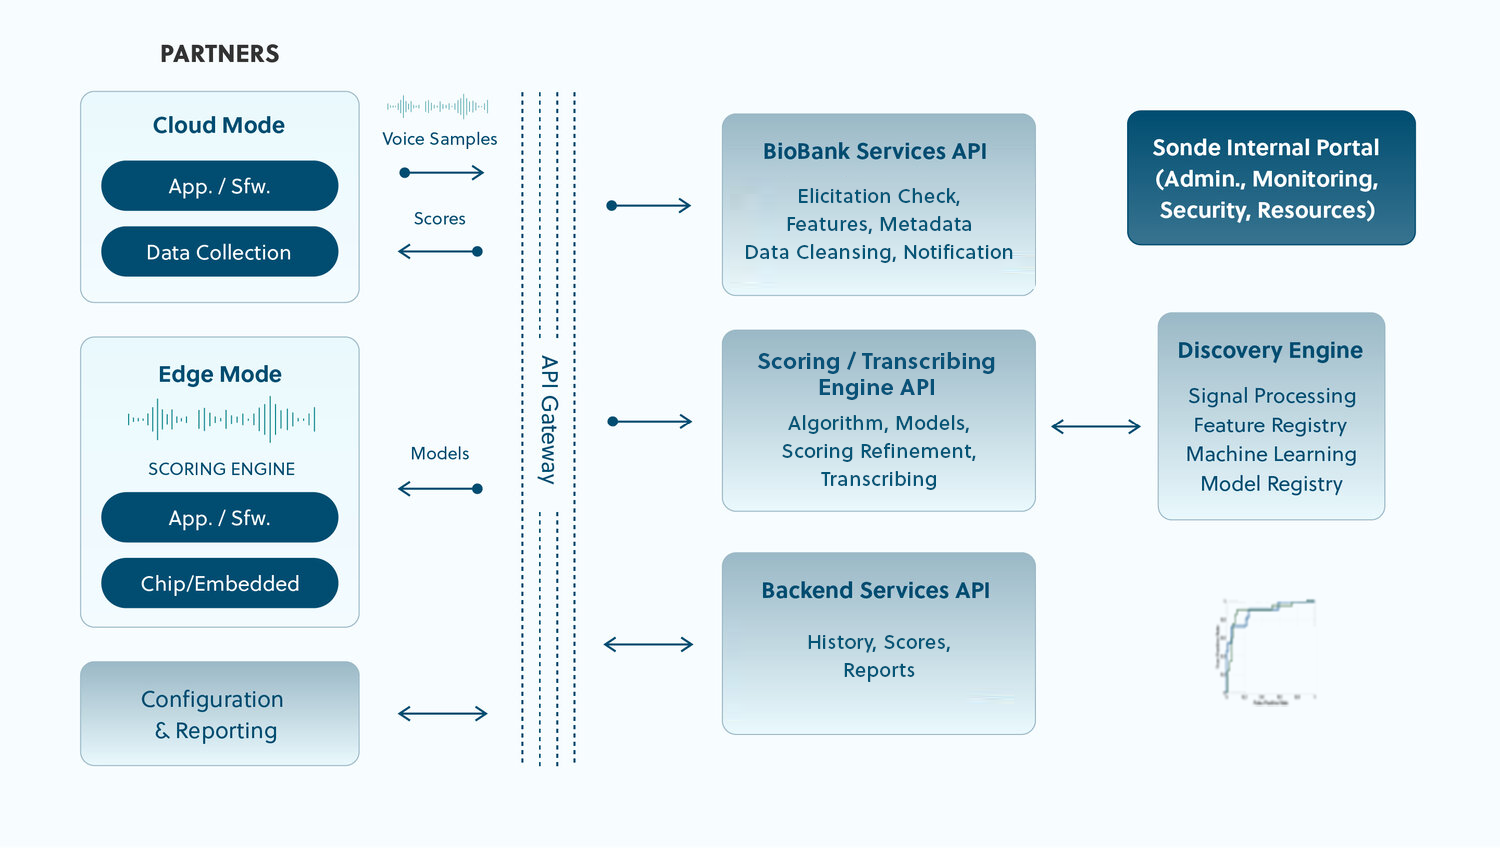 PARTNERS
Cloud Mode
App. / Sfw.
Data Collection
Edge Mode
SCORING ENGINE
App. / Sfw.
Chip/Embedded
Configuration
& Reporting
Voice Samples
Scores
Models
API Gateway
BioBank Services API
Elicitation Check,
Features, Metadata
Data Cleansing, Notification
Scoring / Transcribing
Engine API
Algorithm, Models,
Scoring Refinement,
Transcribing
Backend Services API
History, Scores,
Reports
Sonde Internal Portal
(Admin., Monitoring,
Security, Resources)
Discovery Engine
Signal Processing
Feature Registry
Machine Learning
Model Registry